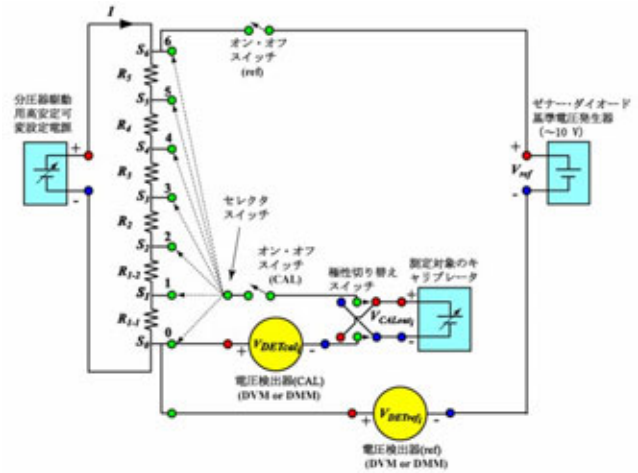 I
オン・オフ
スイッチ
(ref)
分圧器駆動
用高安定可
変設定電源
+
-
S6
6
R5
S5
5
R4
S4
4
R3
S3
3
R2
S2
2
R1-2
S1
1
R1-1
S0
0
セレクタ
スイッチ
オン・オフ
スイッチ
(CAL)
極性切り替え
スイッチ
測定対象のキ
ャリブレータ
+
-
VCALouti
+
VDETcali
-
電圧検出器(CAL)
(DVM or DMM)
ゼナー・ダイオード
基準電圧発生器
(~10 V)
+
Vref
-
+
VDETrefi
-
電圧検出器(ref)
(DVM or DMM)